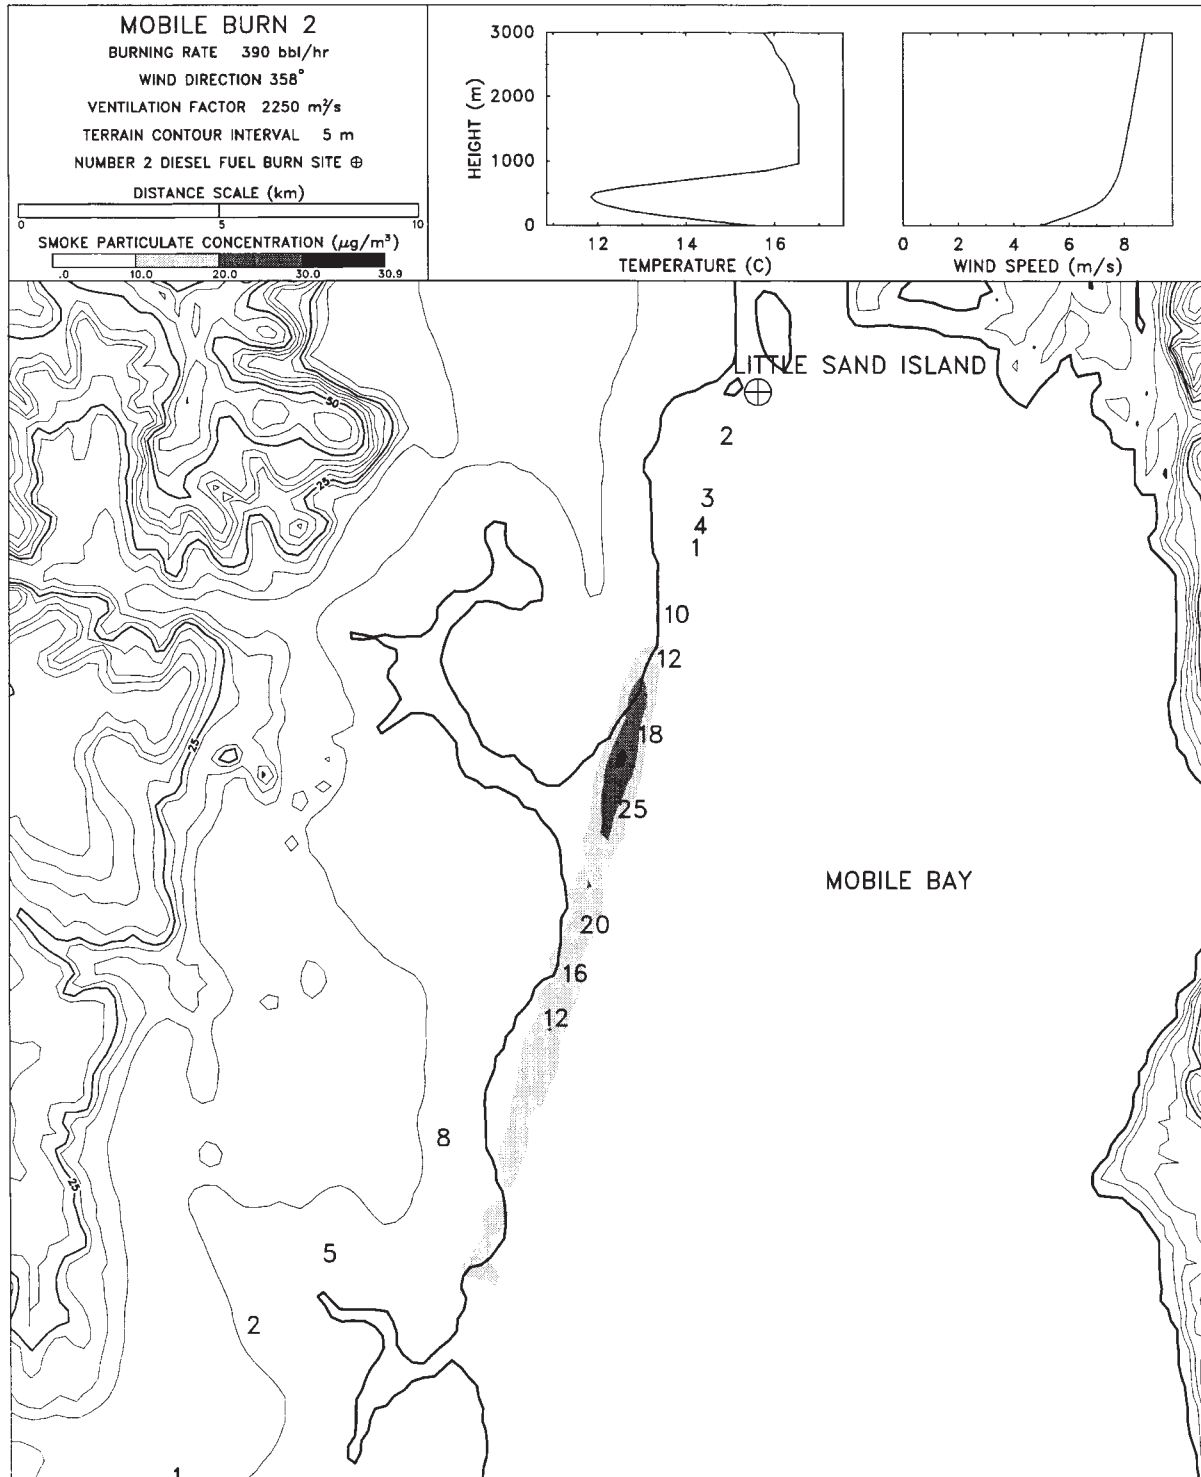 MOBILE BURN 2
BURNING RATE 390 bbl/hr
WIND DIRECTION 358°
VENTILATION FACTOR 2250 m²/s
TERRAIN CONTOUR INTERVAL 5 m
NUMBER 2 DIESEL FUEL BURN SITE ⊕
DISTANCE SCALE (km)
0 5 10
SMOKE PARTICULATE CONCENTRATION (μg/m³)
.0 10.0 20.0 30.0 30.9
HEIGHT (m)
3000
2000
1000
0
12 14 16
TEMPERATURE (C)
0 2 4 6 8
WIND SPEED (m/s)
LITTLE SAND ISLAND
50
2
25
3
4
1
10
12
18
25
25
MOBILE BAY
20
16
12
8
25
5
2
1